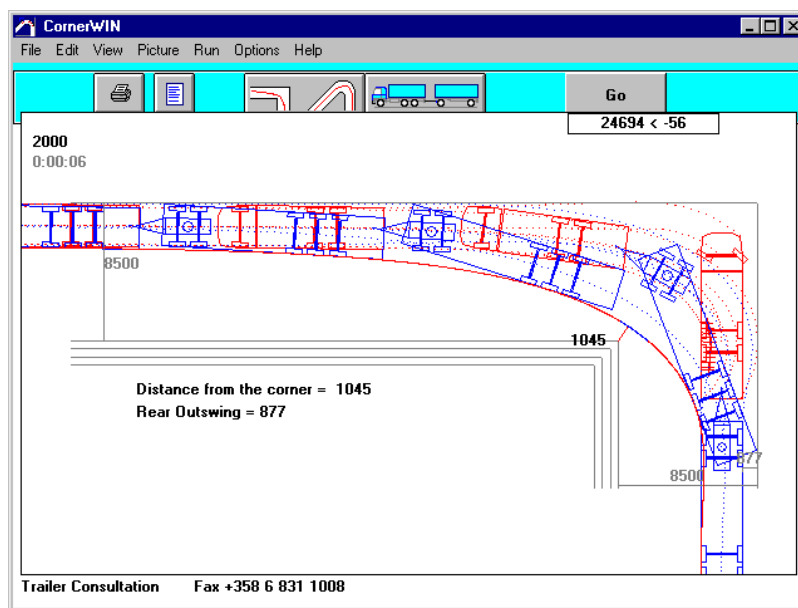 CornerWIN
File Edit View Picture Run Options Help
Go
24694 < -56
2000
0:00:06
8500
1045
Distance from the corner = 1045
Rear Outswing = 877
877
8500
Trailer Consultation Fax +358 6 831 1008